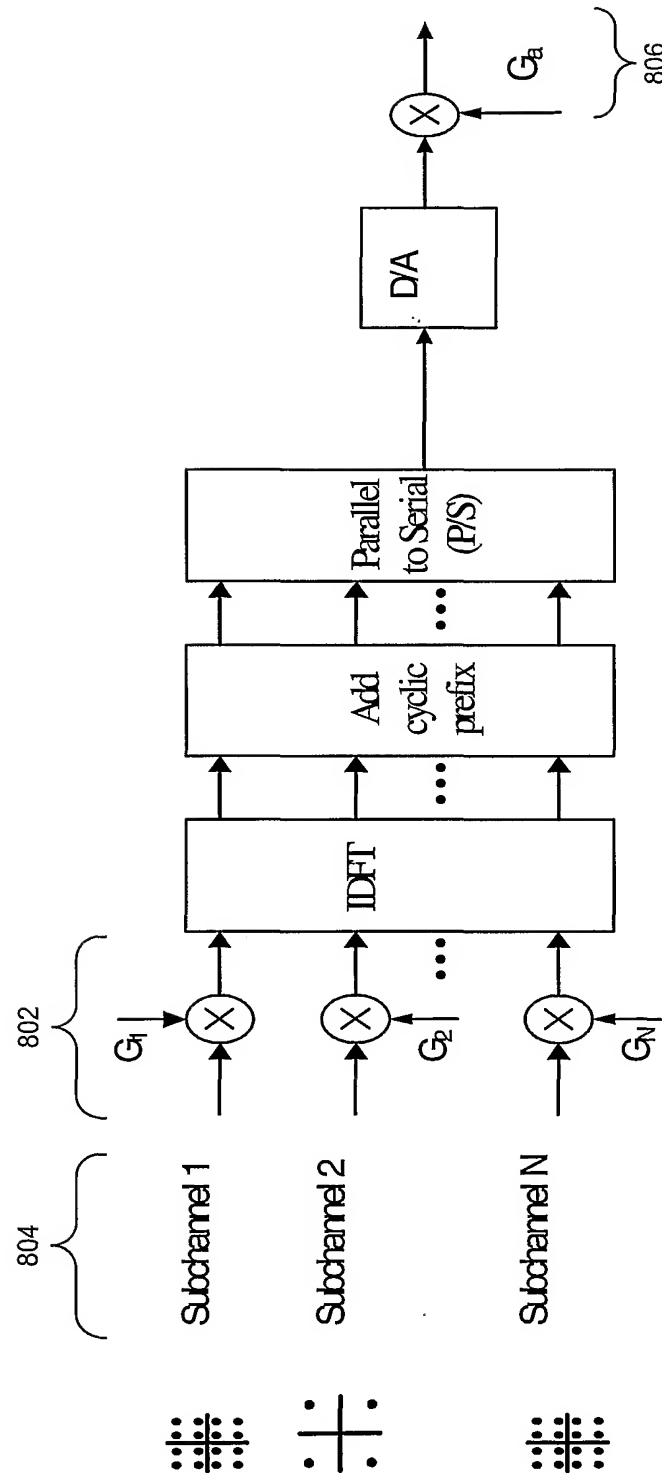 804
802
Subchannel 1
G1
X
Subchannel 2
X
G2
Subchannel N
X
GN
IDFT
Add
cyclic
prefix
Parallel
to Serial
(P/S)
D/A
X
Ga
806